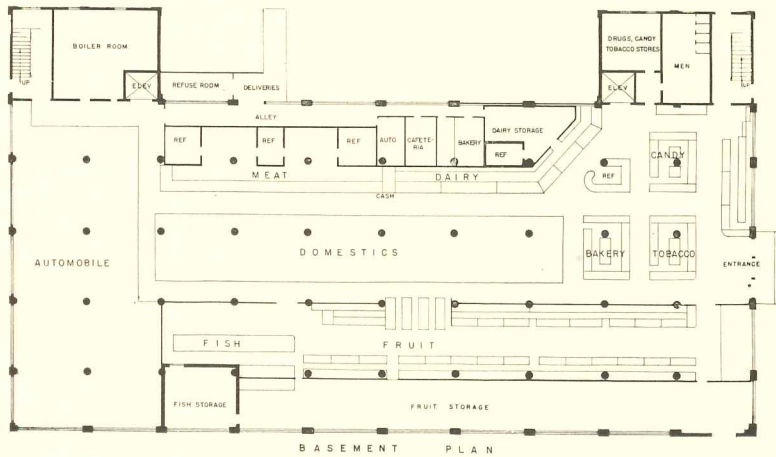 BOILER ROOM
UP
ELEV
REFUSE ROOM
DELIVERIES
DRUGS, CANDY
TOBACCO STORES
MEN
ELEV
UP
ALLEY
REF
REF
REF
AUTO
CAFETE-
RIA
BAKERY
DAIRY STORAGE
REF
MEAT
DAIRY
CASH
REF
CANDY
AUTOMOBILE
DOMESTICS
BAKERY
TOBACCO
ENTRANCE
FISH
FRUIT
FISH STORAGE
FRUIT STORAGE
BASEMENT PLAN